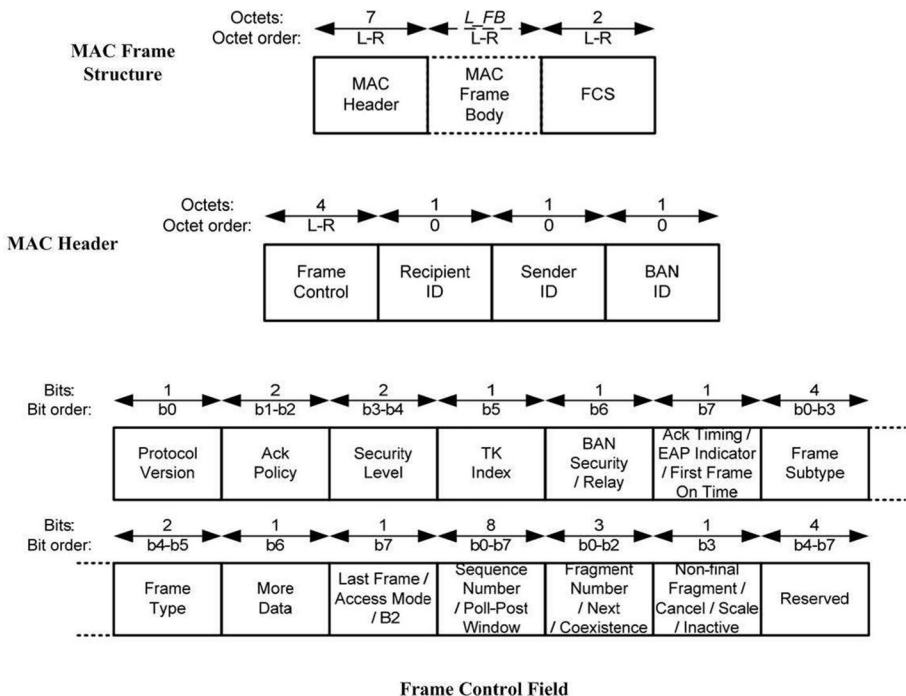 Octets: 7 L_FB 2
Octet order: L-R L-R L-R
MAC Frame
Structure
MAC
Header
MAC
Frame
Body
FCS
Octets: 4 1 1 1
Octet order: L-R 0 0 0
MAC Header
Frame
Control
Recipient
ID
Sender
ID
BAN
ID
Bits: 1 2 2 1 1 1 4
Bit order: b0 b1-b2 b3-b4 b5 b6 b7 b0-b3
Protocol
Version
Ack
Policy
Security
Level
TK
Index
BAN
Security
/ Relay
Ack Timing /
EAP Indicator
/ First Frame
On Time
Frame
Subtype
Bits: 2 1 1 8 3 1 4
Bit order: b4-b5 b6 b7 b0-b7 b0-b2 b3 b4-b7
Frame
Type
More
Data
Last Frame /
Access Mode
/ B2
Sequence
Number
/ Poll-Post
Window
Fragment
Number
/ Next
/ Coexistence
Non-final
Fragment /
Cancel / Scale
/ Inactive
Reserved
Frame Control Field